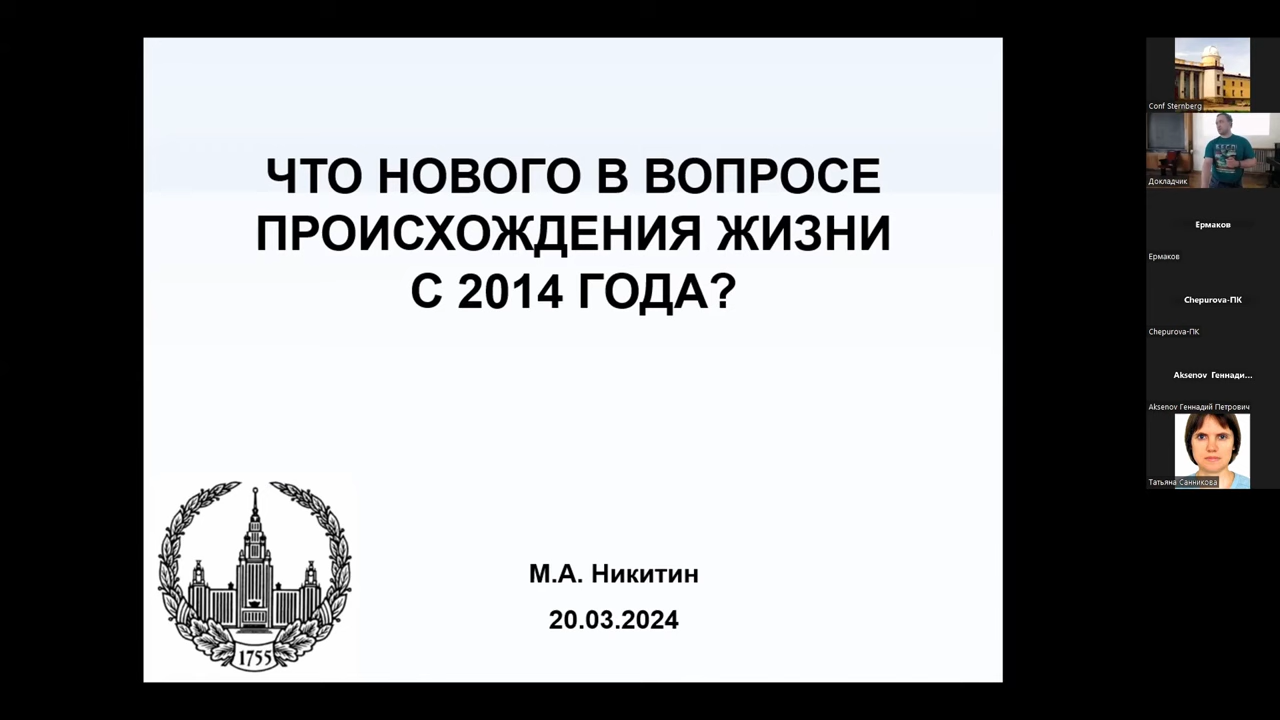 ЧТО НОВОГО В ВОПРОСЕ
ПРОИСХОЖДЕНИЯ ЖИЗНИ
С 2014 ГОДА?
1755
М.А. Никитин
20.03.2024
Conf Sternberg
Докладчик
Ермаков
Ермаков
Chepurova-ПК
Chepurova-ПК
Aksenov Геннади...
Aksenov Геннадий Петрович
Татьяна Санникова